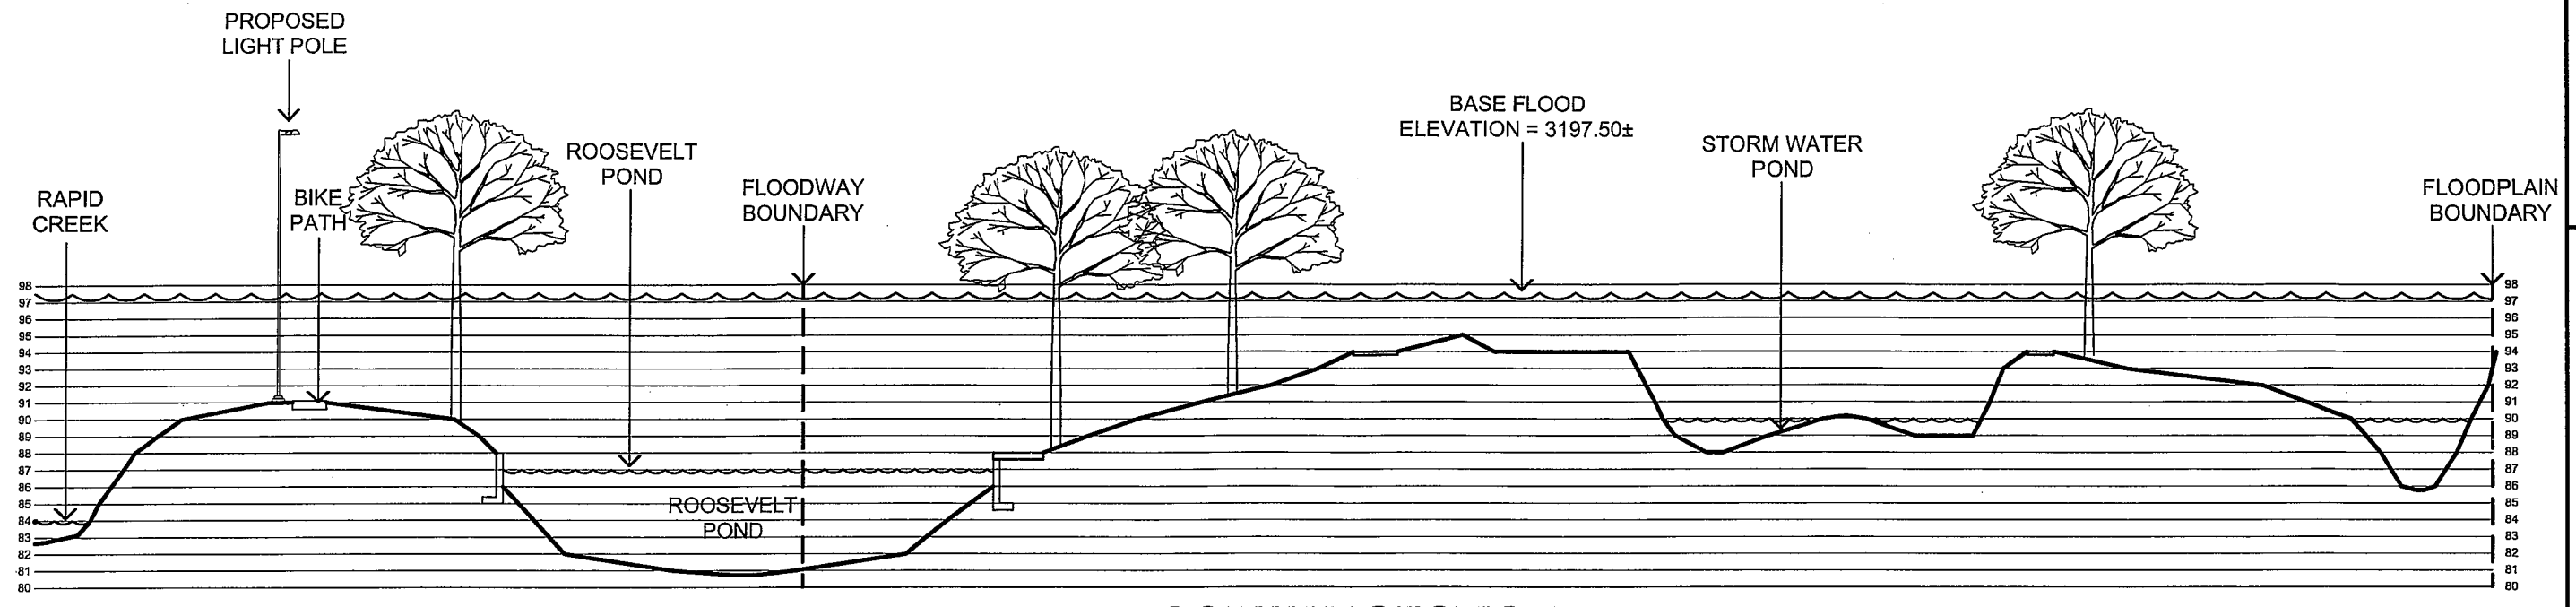 PROPOSED
LIGHT POLE
RAPID
CREEK
BIKE
PATH
ROOSEVELT
POND
FLOODWAY
BOUNDARY
BASE FLOOD
ELEVATION = 3197.50±
STORM WATER
POND
FLOODPLAIN
BOUNDARY
98 98
97 97
96 96
95 95
94 94
93 93
92 92
91 91
90 90
89 89
88 88
87 87
86 86
85 85
84 84
83 83
82 82
81 81
80 80
ROOSEVELT
POND